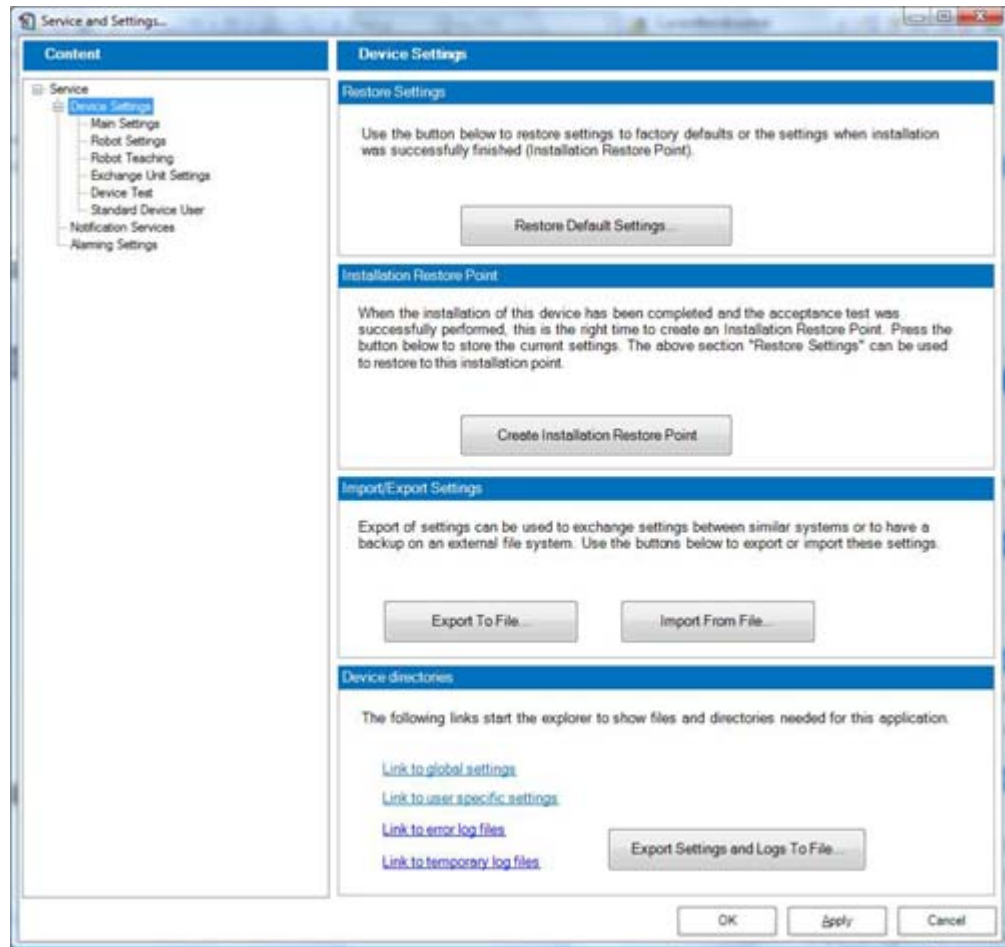 Service and Settings...
Content
Service
Device Settings
Main Settings
Robot Settings
Robot Teaching
Exchange Unit Settings
Device Test
Standard Device User
Notification Services
Alarming Settings
Device Settings
Restore Settings
Use the button below to restore settings to factory defaults or the settings when installation
was successfully finished (Installation Restore Point).
Restore Default Settings...
Installation Restore Point
When the installation of this device has been completed and the acceptance test was
successfully performed, this is the right time to create an Installation Restore Point. Press the
button below to store the current settings. The above section "Restore Settings" can be used
to restore to this installation point.
Create Installation Restore Point
Import/Export Settings
Export of settings can be used to exchange settings between similar systems or to have a
backup on an external file system. Use the buttons below to export or import these settings.
Export To File...
Import From File...
Device directories
The following links start the explorer to show files and directories needed for this application.
Link to global settings
Link to user specific settings
Link to error log files
Link to temporary log files
Export Settings and Logs To File...
OK
Apply
Cancel